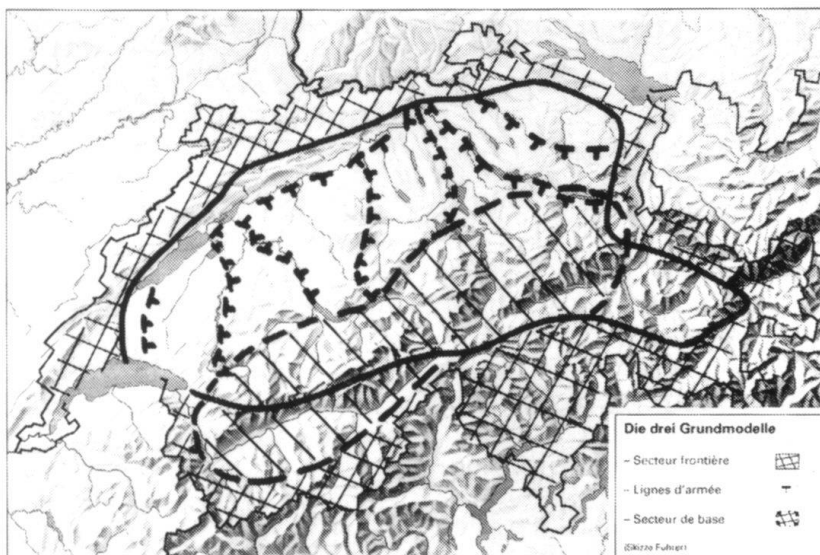 Die drei Grundmodelle
– Secteur frontière
– Lignes d'armée
– Secteur de base
(Skizze Fuhrer)